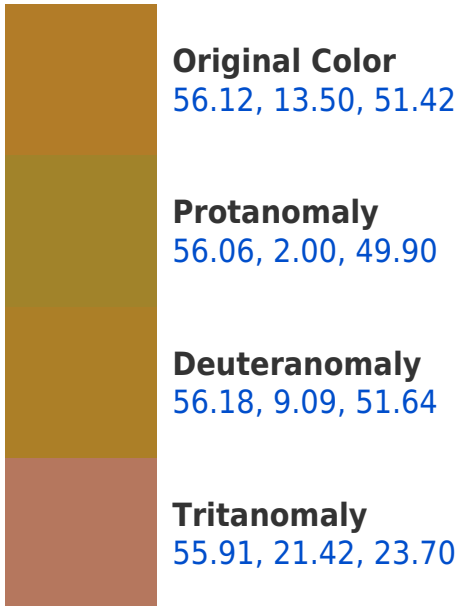 Original Color
56.12, 13.50, 51.42
Protanomaly
56.06, 2.00, 49.90
Deuteranomaly
56.18, 9.09, 51.64
Tritanomaly
55.91, 21.42, 23.70